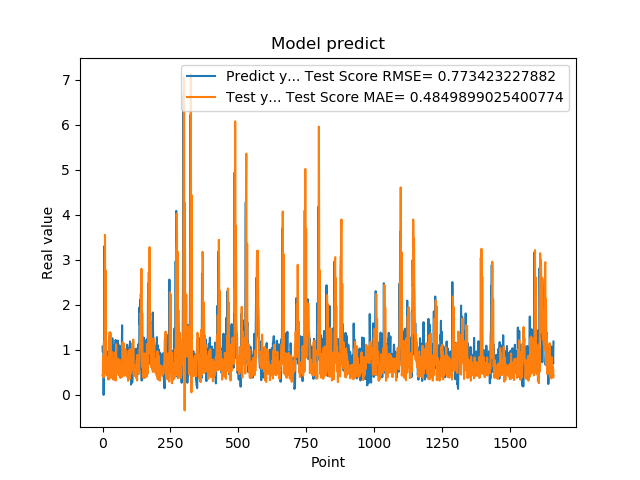 Model predict
Predict y... Test Score RMSE= 0.773423227882
Test y... Test Score MAE= 0.4849899025400774
7
6
5
4
3
2
1
0
Real value
0 250 500 750 1000 1250 1500
Point